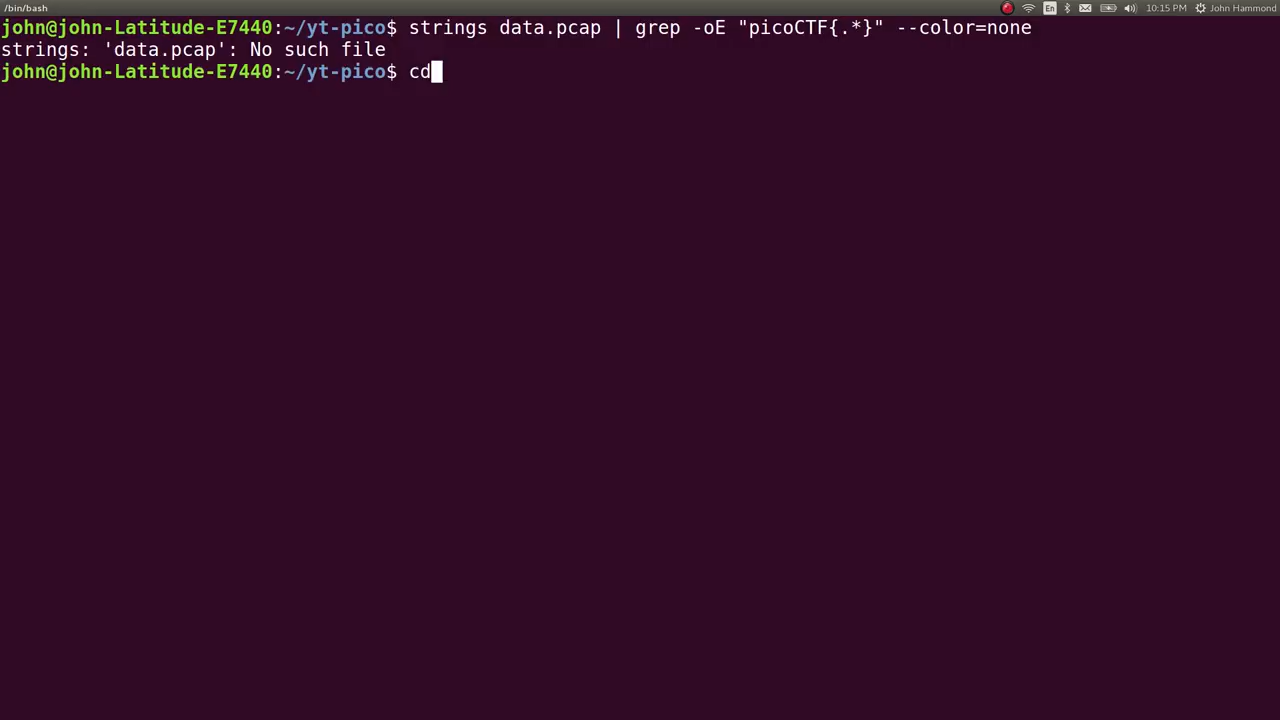 /bin/bash
En
10:15 PM
John Hammond
john@john-Latitude-E7440:~/yt-pico$ strings data.pcap | grep -oE "picoCTF{.*}" --color=none
strings: 'data.pcap': No such file
john@john-Latitude-E7440:~/yt-pico$ cd